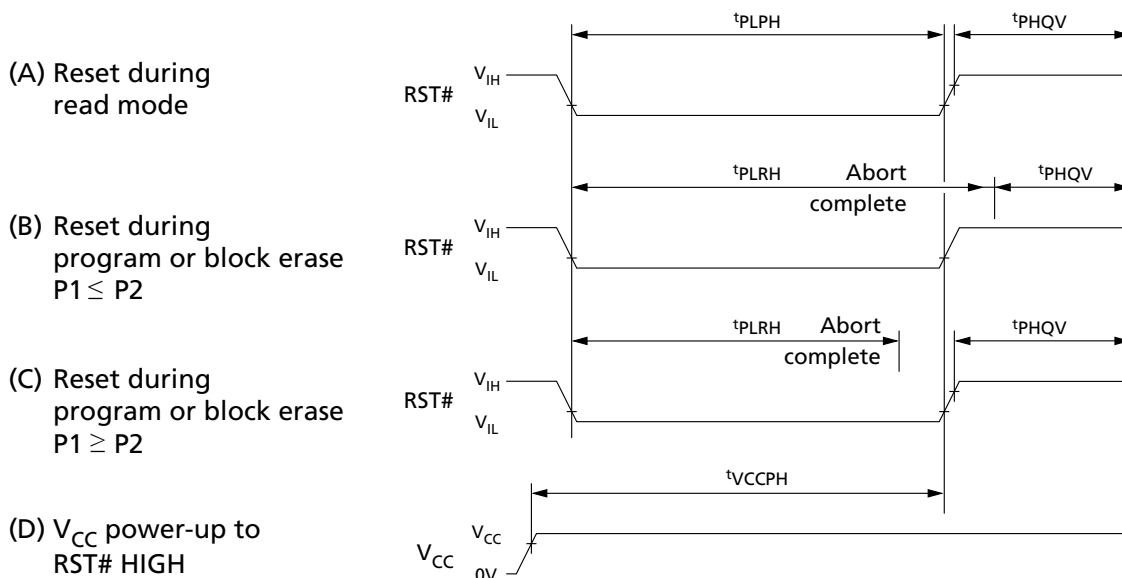 tPLPH
tPHQV
(A) Reset during
read mode
RST#
VIH
VIL
tPLRH
Abort
complete
tPHQV
(B) Reset during
program or block erase
P1 ≤ P2
RST#
VIH
VIL
tPLRH
Abort
complete
tPHQV
(C) Reset during
program or block erase
P1 ≥ P2
RST#
VIH
VIL
tVCCPH
(D) VCC power-up to
RST# HIGH
VCC
VCC
0V